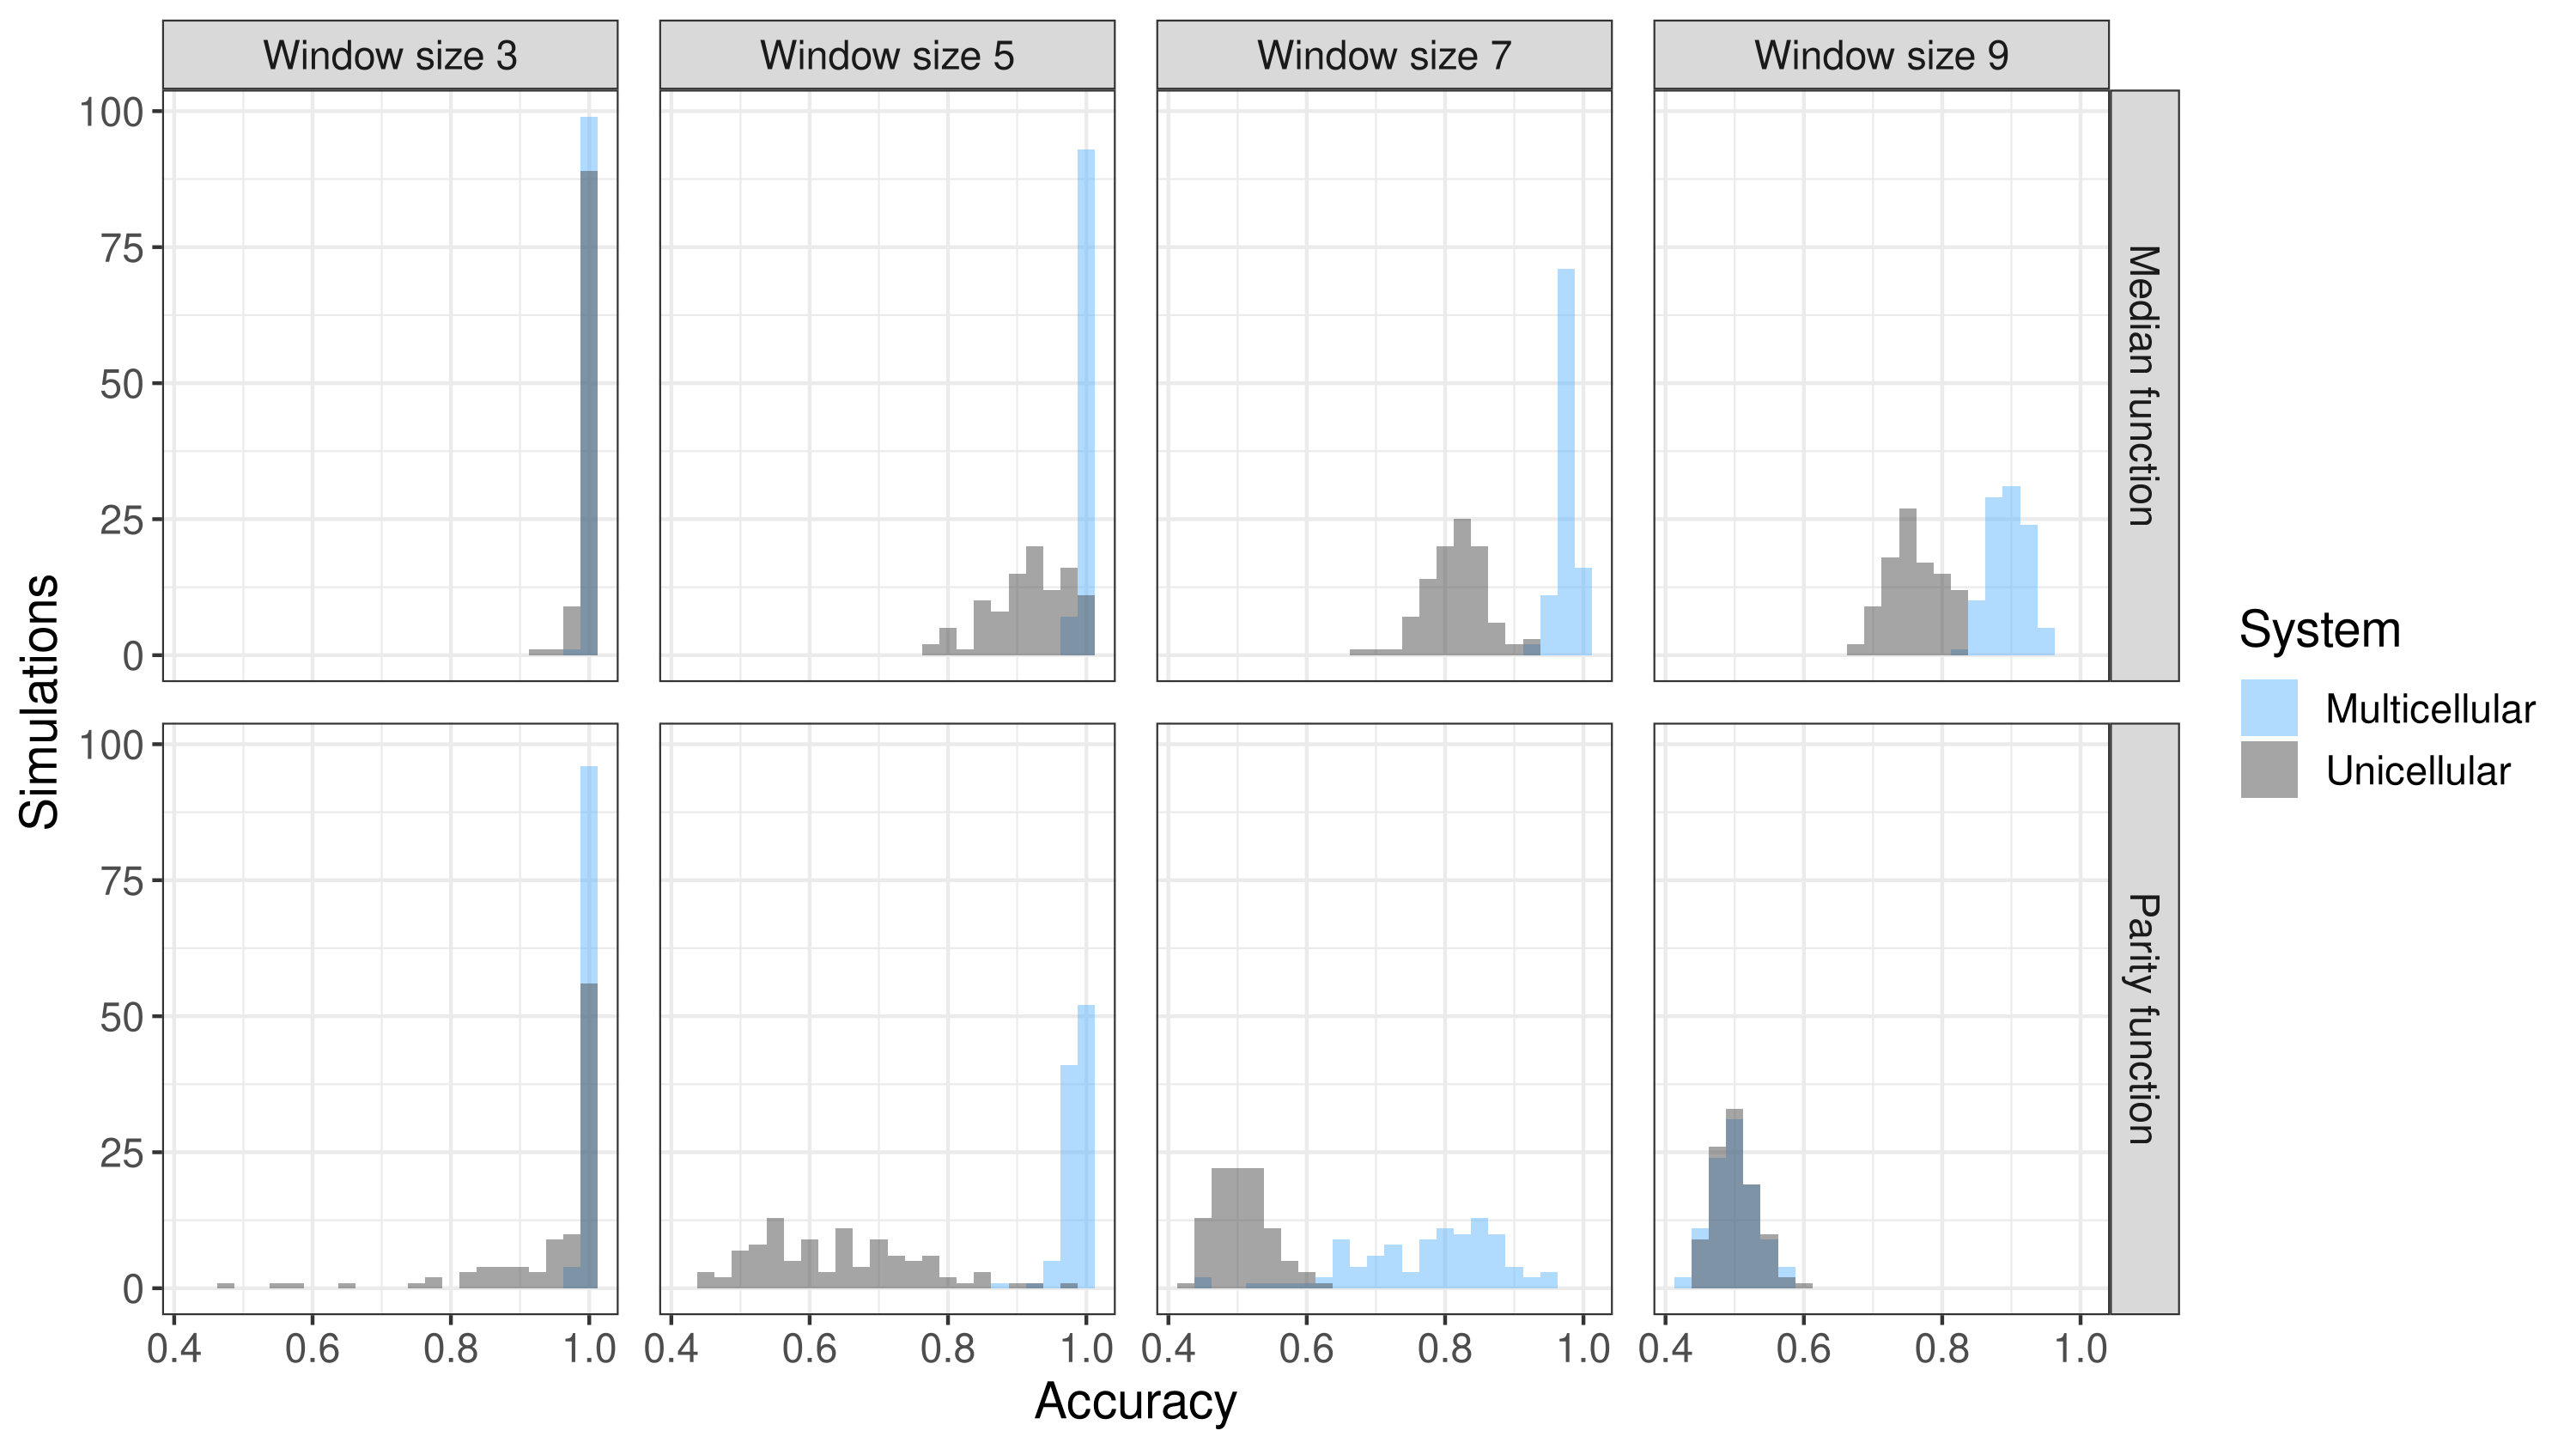 Window size 3
Window size 5
Window size 7
Window size 9
100
75
50
25
0
Median function
100
75
50
25
0
Parity function
Simulations
0.4 0.6 0.8 1.0
0.4 0.6 0.8 1.0
0.4 0.6 0.8 1.0
0.4 0.6 0.8 1.0
Accuracy
System
Multicellular
Unicellular